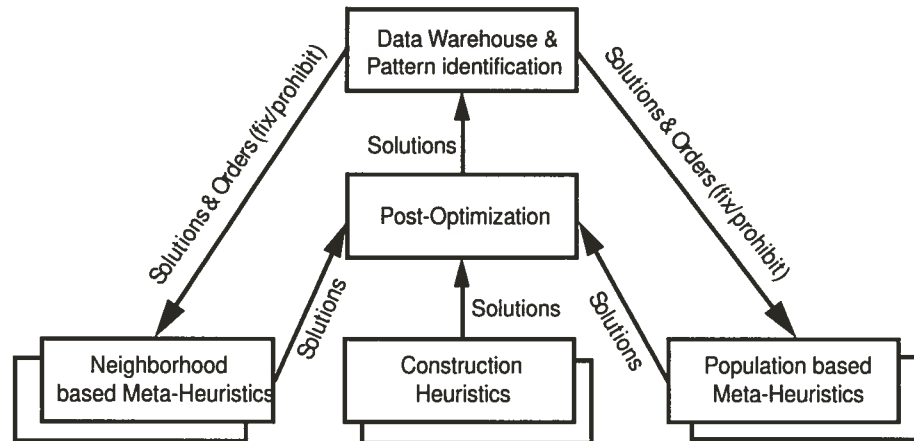 Data Warehouse &
Pattern identification
Solutions & Orders (fix/prohibit)
Solutions & Orders (fix/prohibit)
Solutions
Post-Optimization
Solutions
Solutions
Solutions
Neighborhood
based Meta-Heuristics
Construction
Heuristics
Population based
Meta-Heuristics